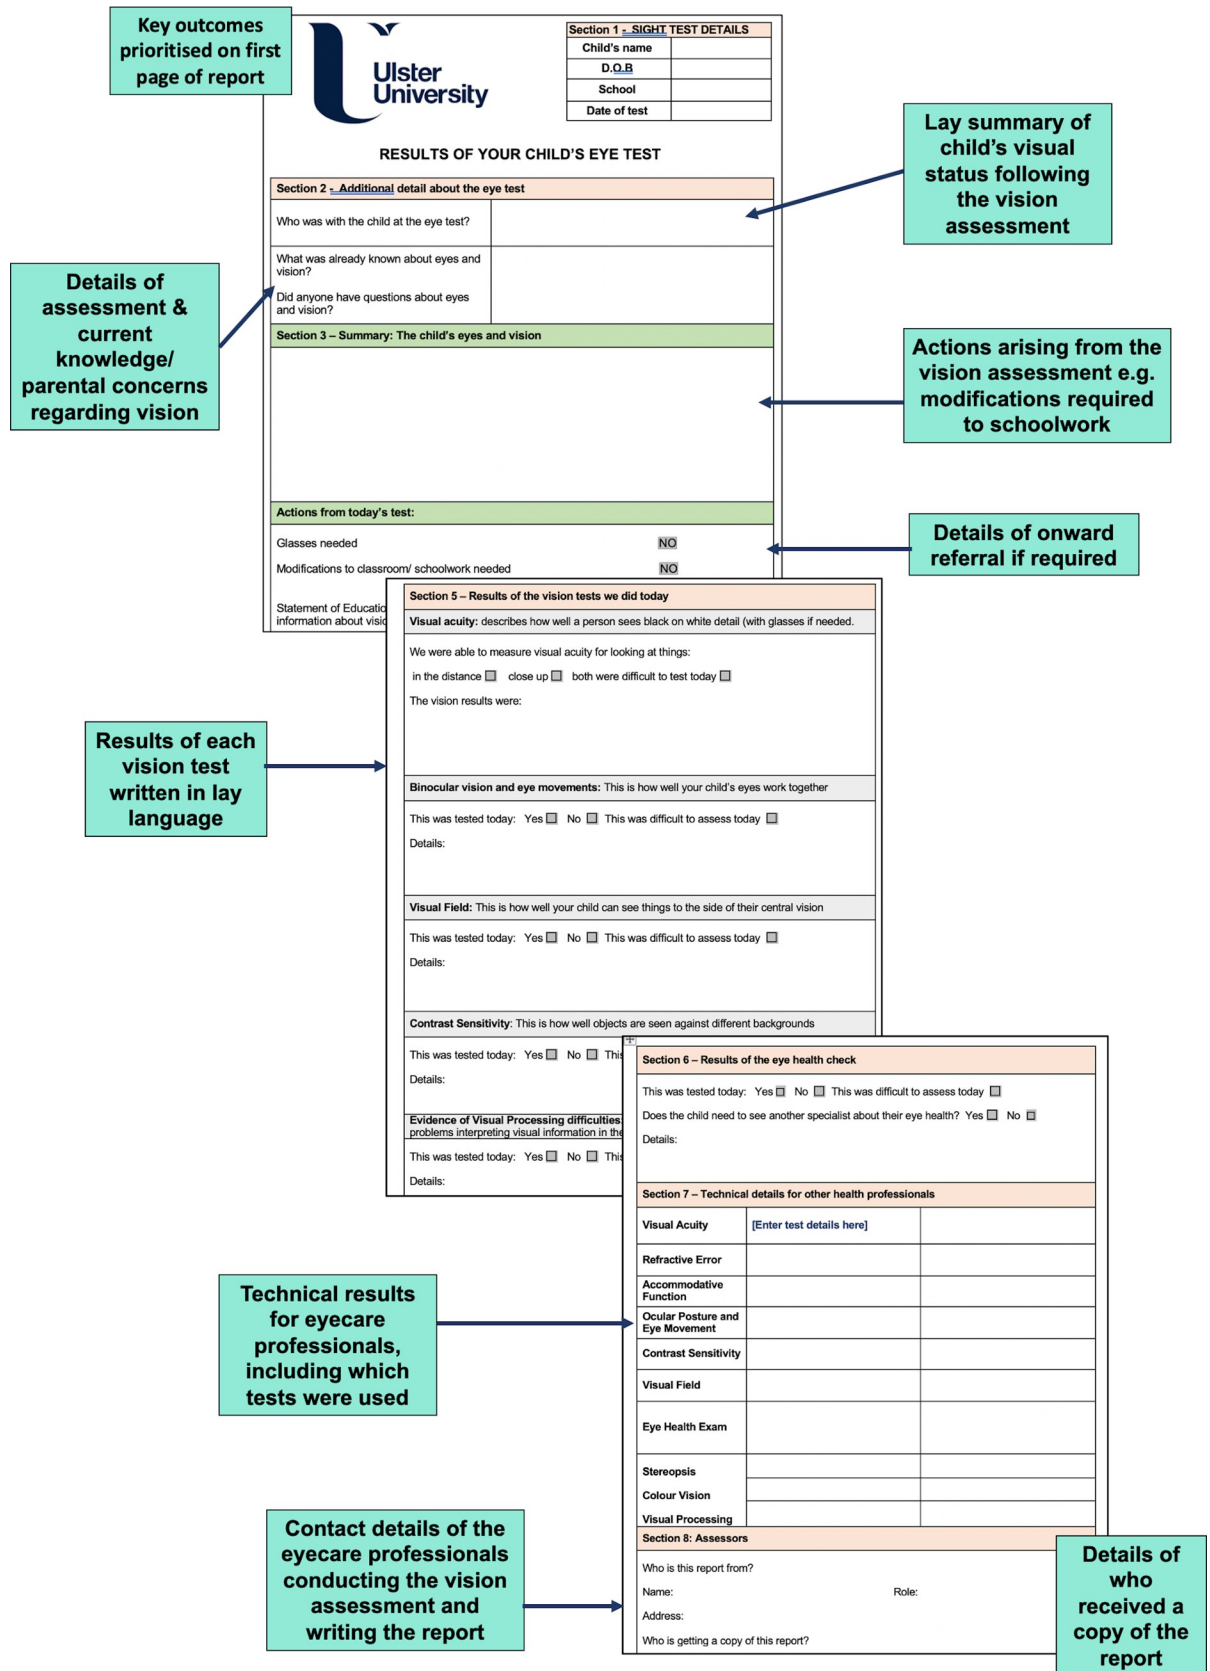 Key outcomes
prioritised on first
page of report
Ulster
University
Section 1 - SIGHT TEST DETAILS
Child's name
D.O.B
School
Date of test
RESULTS OF YOUR CHILD'S EYE TEST
Section 2 - Additional detail about the eye test
Who was with the child at the eye test?
What was already known about eyes and
vision?
Did anyone have questions about eyes
and vision?
Section 3 – Summary: The child's eyes and vision
Actions from today's test:
Glasses needed NO
Modifications to classroom/ schoolwork needed NO
Statement of Educatio
information about visi
Lay summary of
child's visual
status following
the vision
assessment
Details of
assessment &
current
knowledge/
parental concerns
regarding vision
Actions arising from the
vision assessment e.g.
modifications required
to schoolwork
Details of onward
referral if required
Section 5 – Results of the vision tests we did today
Visual acuity: describes how well a person sees black on white detail (with glasses if needed.
We were able to measure visual acuity for looking at things:
in the distance close up both were difficult to test today
The vision results were:
Binocular vision and eye movements: This is how well your child's eyes work together
This was tested today: Yes No This was difficult to assess today
Details:
Visual Field: This is how well your child can see things to the side of their central vision
This was tested today: Yes No This was difficult to assess today
Details:
Contrast Sensitivity: This is how well objects are seen against different backgrounds
This was tested today: Yes No This
Details:
Evidence of Visual Processing difficulties:
problems interpreting visual information in the
This was tested today: Yes No This
Details:
Results of each
vision test
written in lay
language
Section 6 – Results of the eye health check
This was tested today: Yes No This was difficult to assess today
Does the child need to see another specialist about their eye health? Yes No
Details:
Section 7 – Technical details for other health professionals
Visual Acuity [Enter test details here]
Refractive Error
Accommodative
Function
Ocular Posture and
Eye Movement
Contrast Sensitivity
Visual Field
Eye Health Exam
Stereopsis
Colour Vision
Visual Processing
Section 8: Assessors
Who is this report from?
Name: Role:
Address:
Who is getting a copy of this report?
Technical results
for eyecare
professionals,
including which
tests were used
Contact details of the
eyecare professionals
conducting the vision
assessment and
writing the report
Details of
who
received a
copy of the
report